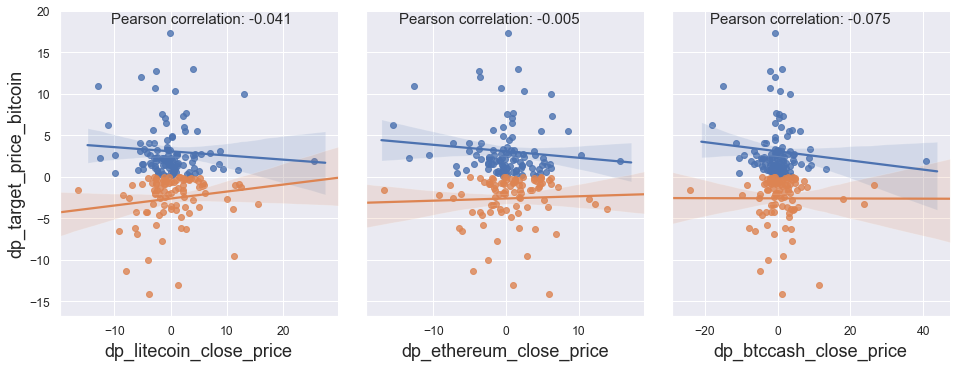 Pearson correlation: -0.041 Pearson correlation: -0.005 Pearson correlation: -0.075
20
15
10
5
0
−5
−10
−15
dp_target_price_bitcoin
−10 0 10 20 −10 0 10 −20 0 20 40
dp_litecoin_close_price dp_ethereum_close_price dp_btccash_close_price